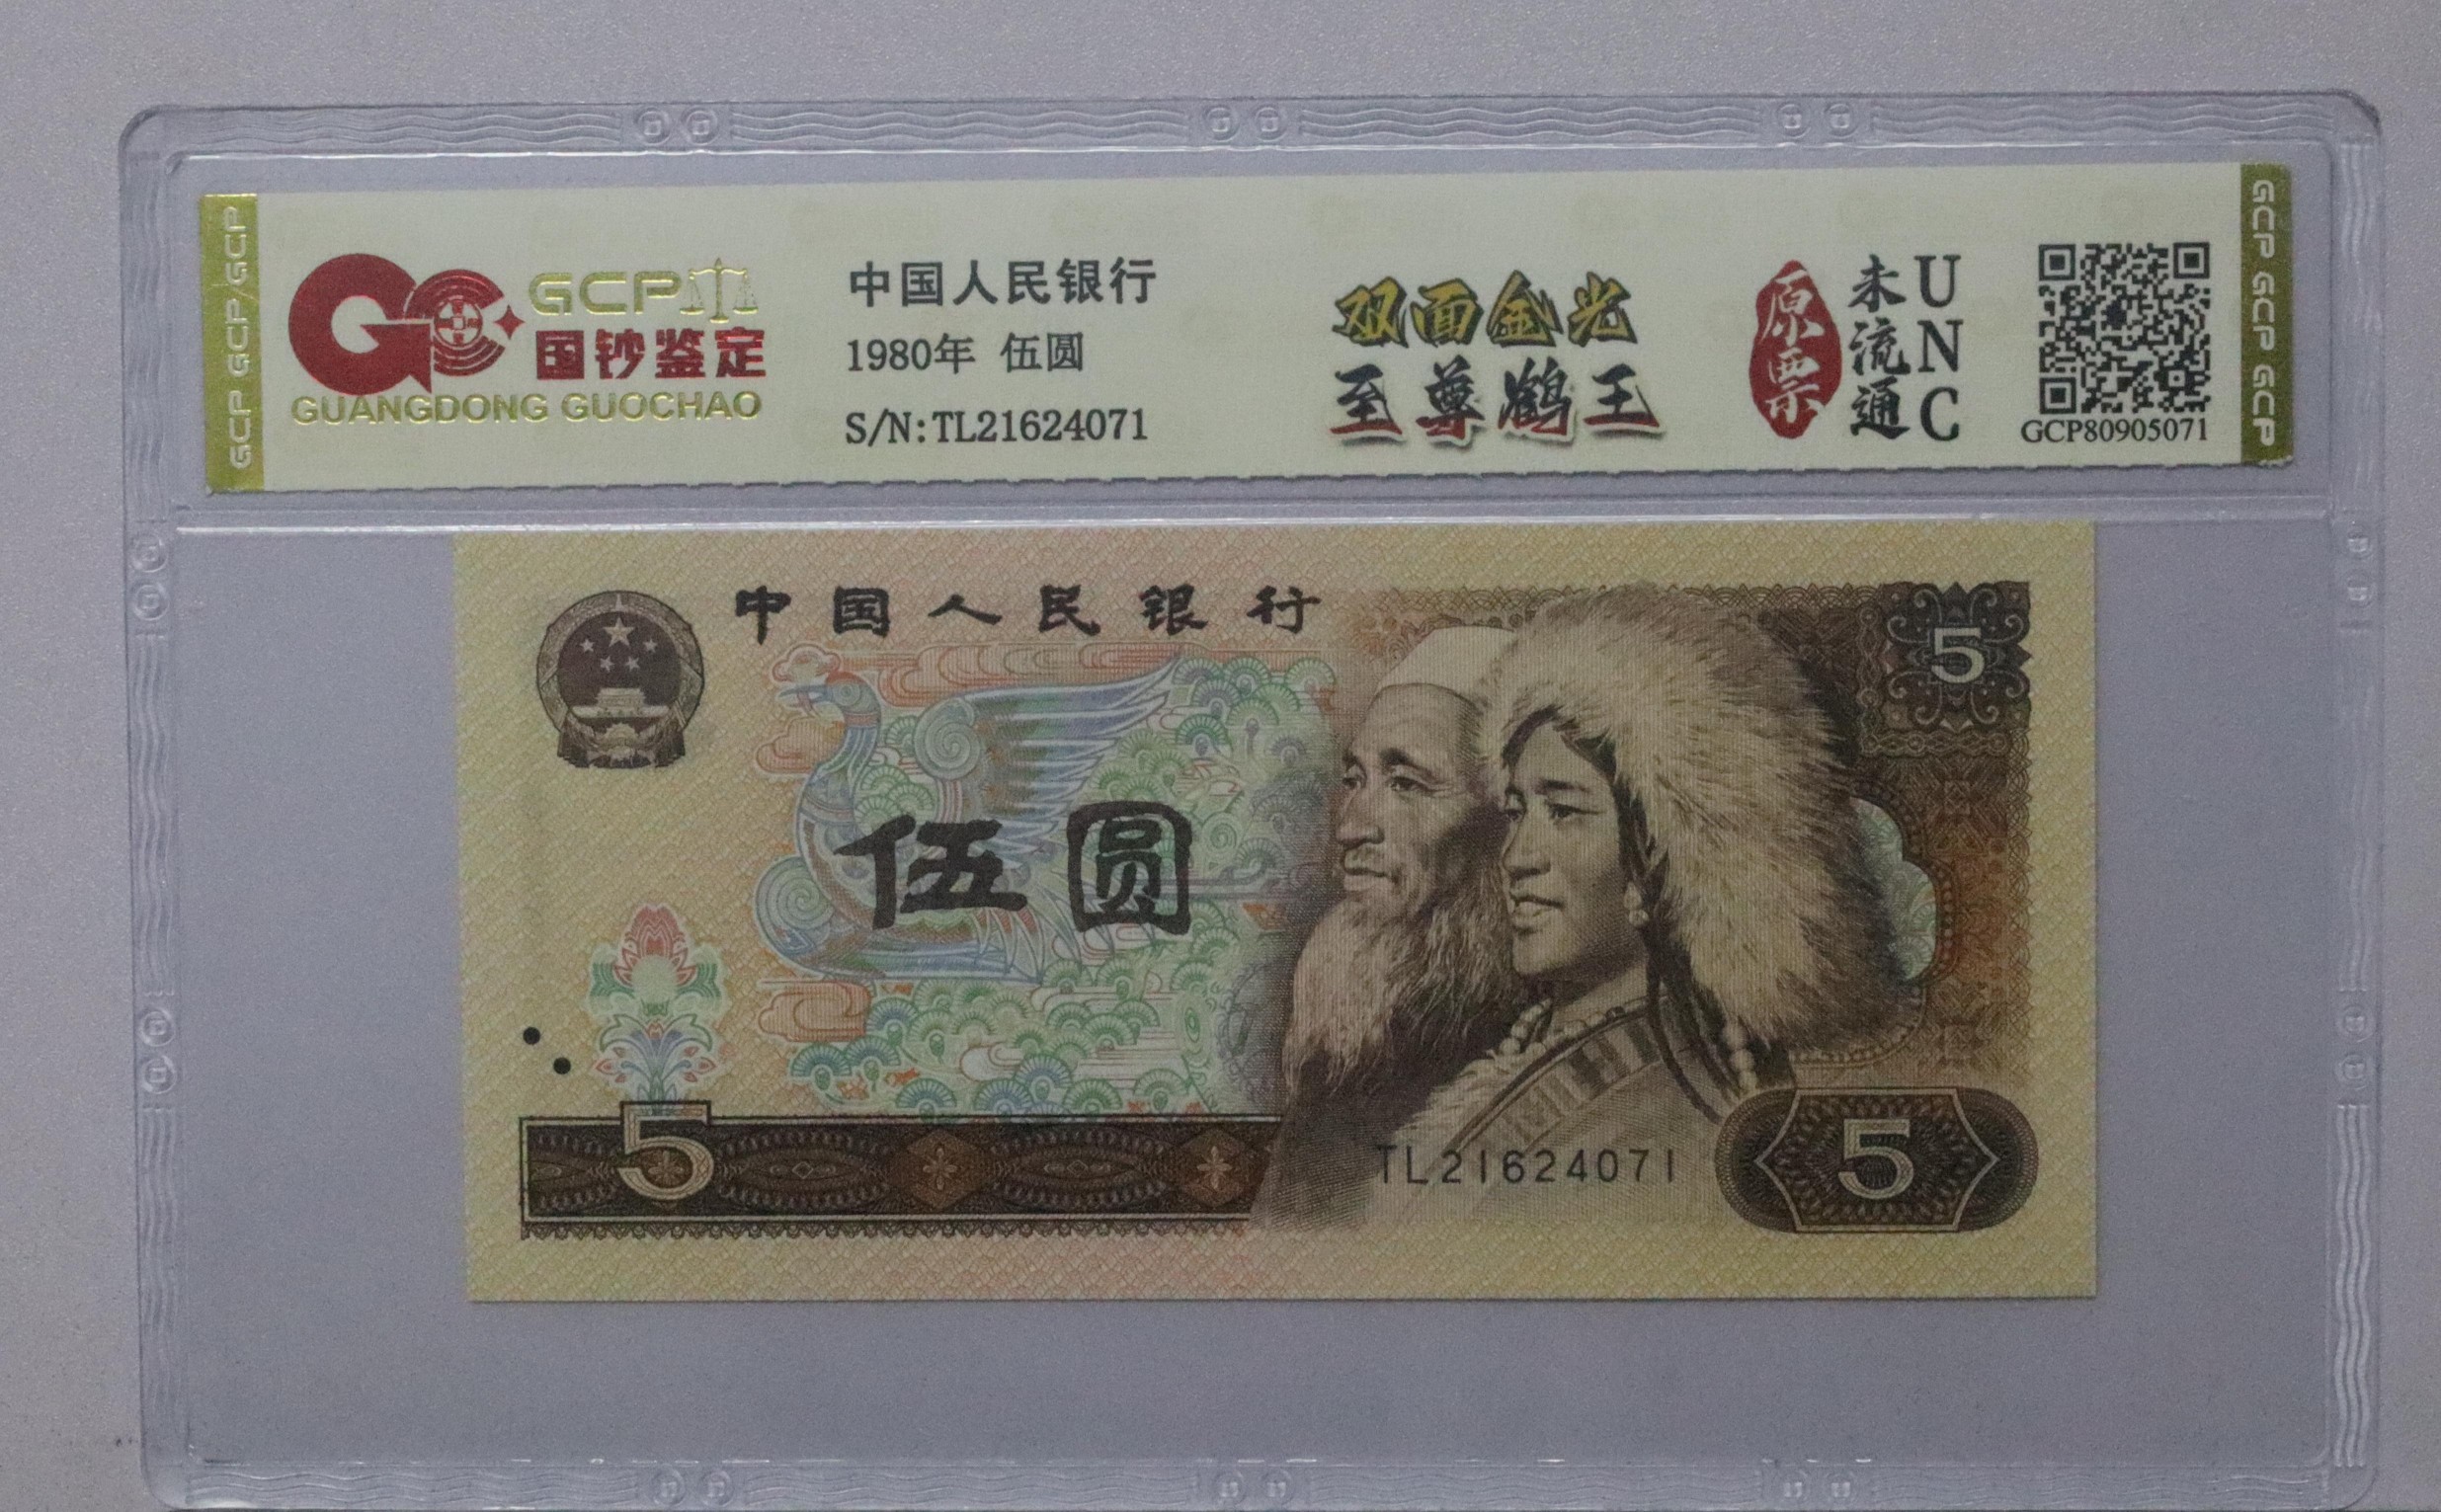 GCP GCP/GCP
GC
GCP
国钞鉴定
GUANGDONG GUOCHAO
中国人民银行
1980年 伍圆
S/N:TL21624071
双面金光
至尊鹤王
原票
未流通
UNC
GCP80905071
GCP GCP GCP GCP
中国人民银行
5
伍圆
5
TL21624071
5